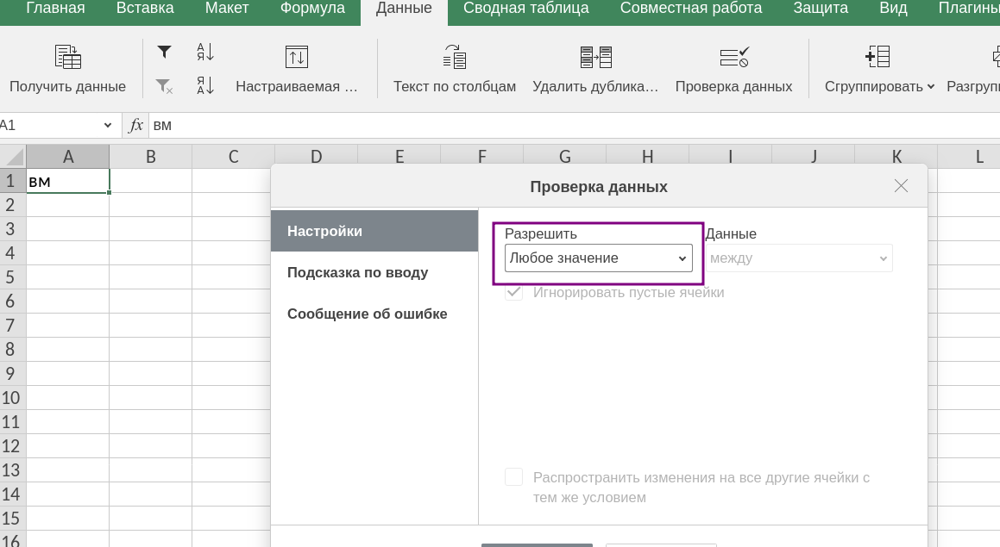 Главная Вставка Макет Формула Данные Сводная таблица Совместная работа Защита Вид Плагины
Получить данные Настраиваемая … Текст по столбцам Удалить дублика… Проверка данных Сгруппировать
А Я
Я А
A1 fx вм
A B C D E F G H I J K L
1 вм
2
3
4
5
6
7
8
9
10
11
12
13
14
15
16
Проверка данных
Настройки
Подсказка по вводу
Сообщение об ошибке
Разрешить Данные
Любое значение между
Игнорировать пустые ячейки
Распространить изменения на все другие ячейки с
тем же условием